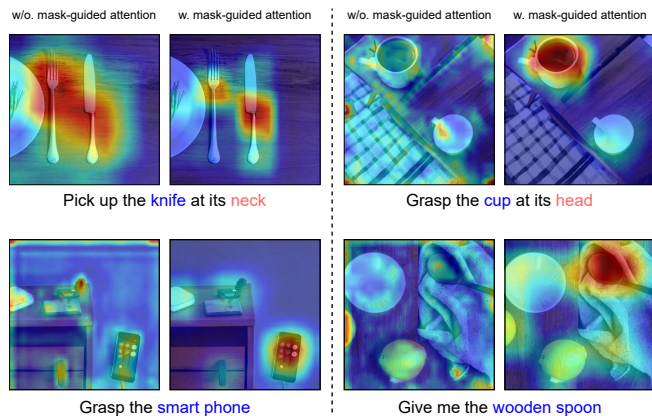 w/o. mask-guided attention w. mask-guided attention w/o. mask-guided attention w. mask-guided attention
Pick up the knife at its neck
Grasp the cup at its head
Grasp the smart phone
Give me the wooden spoon